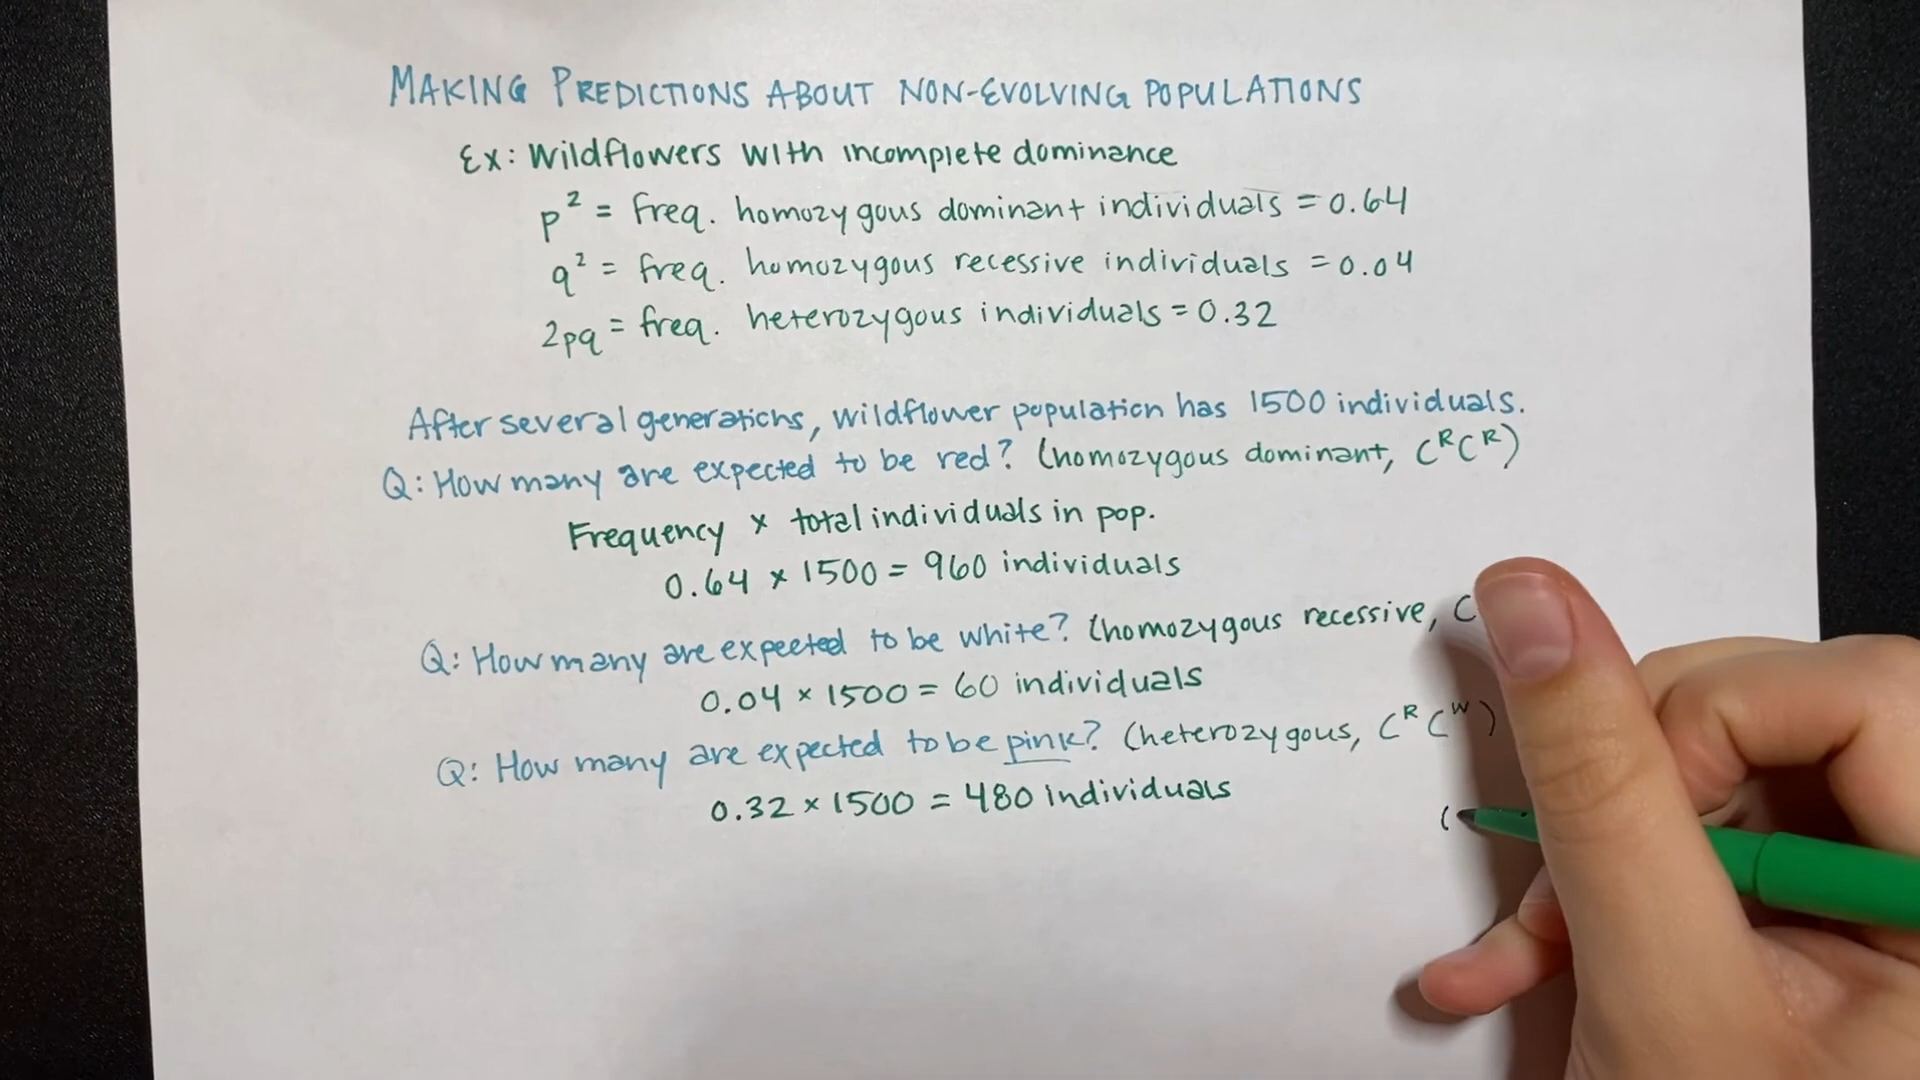 MAKING PREDICTIONS ABOUT NON-EVOLVING POPULATIONS
Ex: Wildflowers with incomplete dominance
p² = freq. homozygous dominant individuals = 0.64
q² = freq. homozygous recessive individuals = 0.04
2pq = freq. heterozygous individuals = 0.32
After several generations, wildflower population has 1500 individuals.
Q: How many are expected to be red? (homozygous dominant, CᴿCᴿ)
Frequency × total individuals in pop.
0.64 × 1500 = 960 individuals
Q: How many are expected to be white? (homozygous recessive, C
0.04 × 1500 = 60 individuals
Q: How many are expected to be pink? (heterozygous, CᴿCᵂ)
0.32 × 1500 = 480 individuals
(